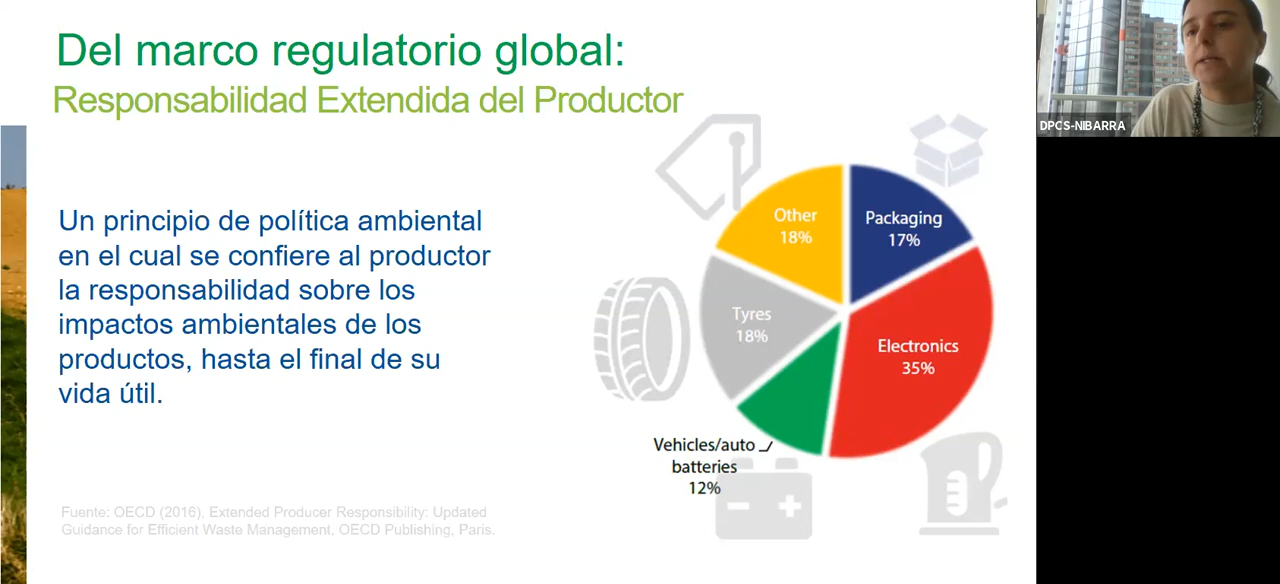 Del marco regulatorio global:
Responsabilidad Extendida del Productor
Un principio de política ambiental
en el cual se confiere al productor
la responsabilidad sobre los
impactos ambientales de los
productos, hasta el final de su
vida útil.
Other
18%
Packaging
17%
Tyres
18%
Electronics
35%
Vehicles/auto
batteries
12%
Fuente: OECD (2016), Extended Producer Responsibility: Updated
Guidance for Efficient Waste Management, OECD Publishing, Paris.
DPCS-NIBARRA